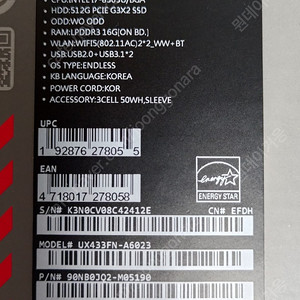 HDD:512G PCIE G3X2 SSD
ODD:WO ODD
RAM:LPDDR3 16G(ON BD.)
WLAN:WIFI5(802.11AC)2*2_WW+BT
USB:USB2.0+USB3.1*2
OS TYPE:ENDLESS
KB LANGUAGE:KOREA
POWER CORD:KOR
ACCESSORY:3CELL 50WH,SLEEVE
UPC
1 92876 27805 5
EAN
4 718017 278058
ENERGY STAR
S/N# K3N0CV08C42412E CN# EFDH
MODEL# UX433FN-A6023
P/N# 90NB0JQ2-M05190